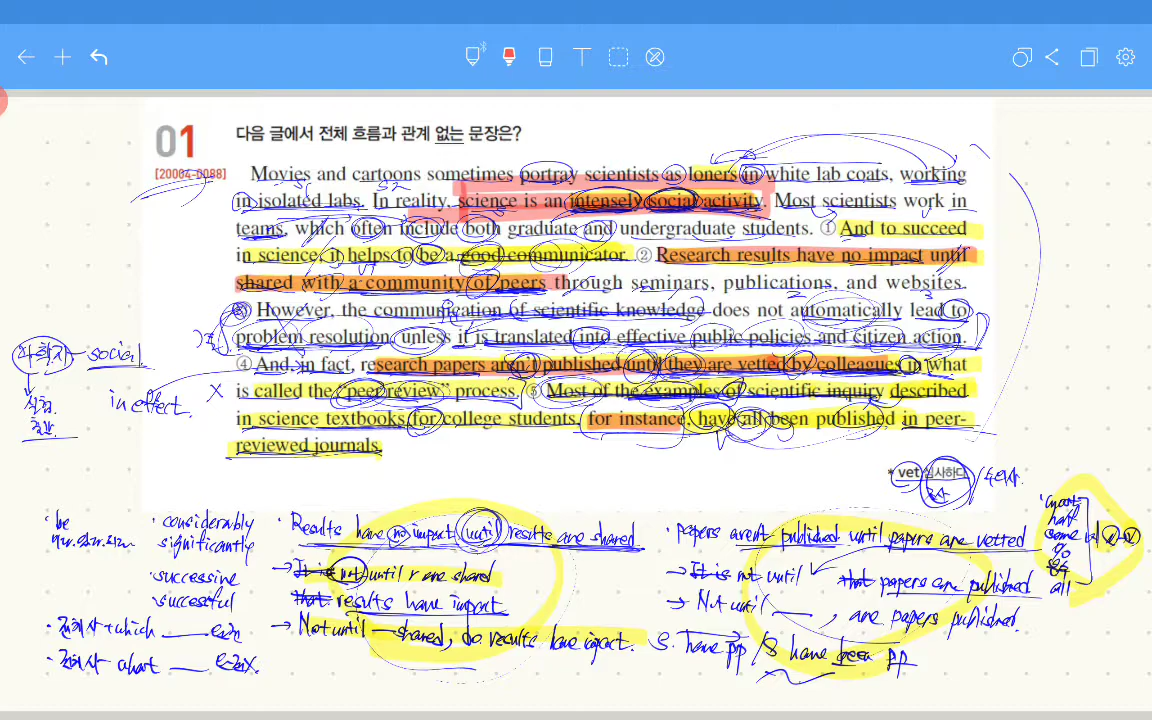 01
[20004-0088]
다음 글에서 전체 흐름과 관계 없는 문장은?
Movies and cartoons sometimes portray scientists as loners in white lab coats, working
in isolated labs. In reality, science is an intensely social activity. Most scientists work in
teams, which often include both graduate and undergraduate students. ① And to succeed
in science, it helps to be a good communicator. ② Research results have no impact until
shared with a community of peers through seminars, publications, and websites.
③ However, the communication of scientific knowledge does not automatically lead to
problem resolution unless it is translated into effective public policies and citizen action.
④ And in fact, research papers aren't published until they are vetted by colleagues in what
is called the "peer review" process. ⑤ Most of the examples of scientific inquiry described
in science textbooks for college students, for instance, have all been published in peer-
reviewed journals.
* vet 심사하다
과학자 social
in effect.
X
· be
· considerably
significantly
· successive
successful
· Results have no impact until results are shared
→ It is not until r are shared
that results have impact
→ Not until shared, do results have impact.
· papers aren't published until papers are vetted
→ It is not until
that papers are published
→ Not until , are papers published.
S. have pp / S have been pp
most
half
some
%
all